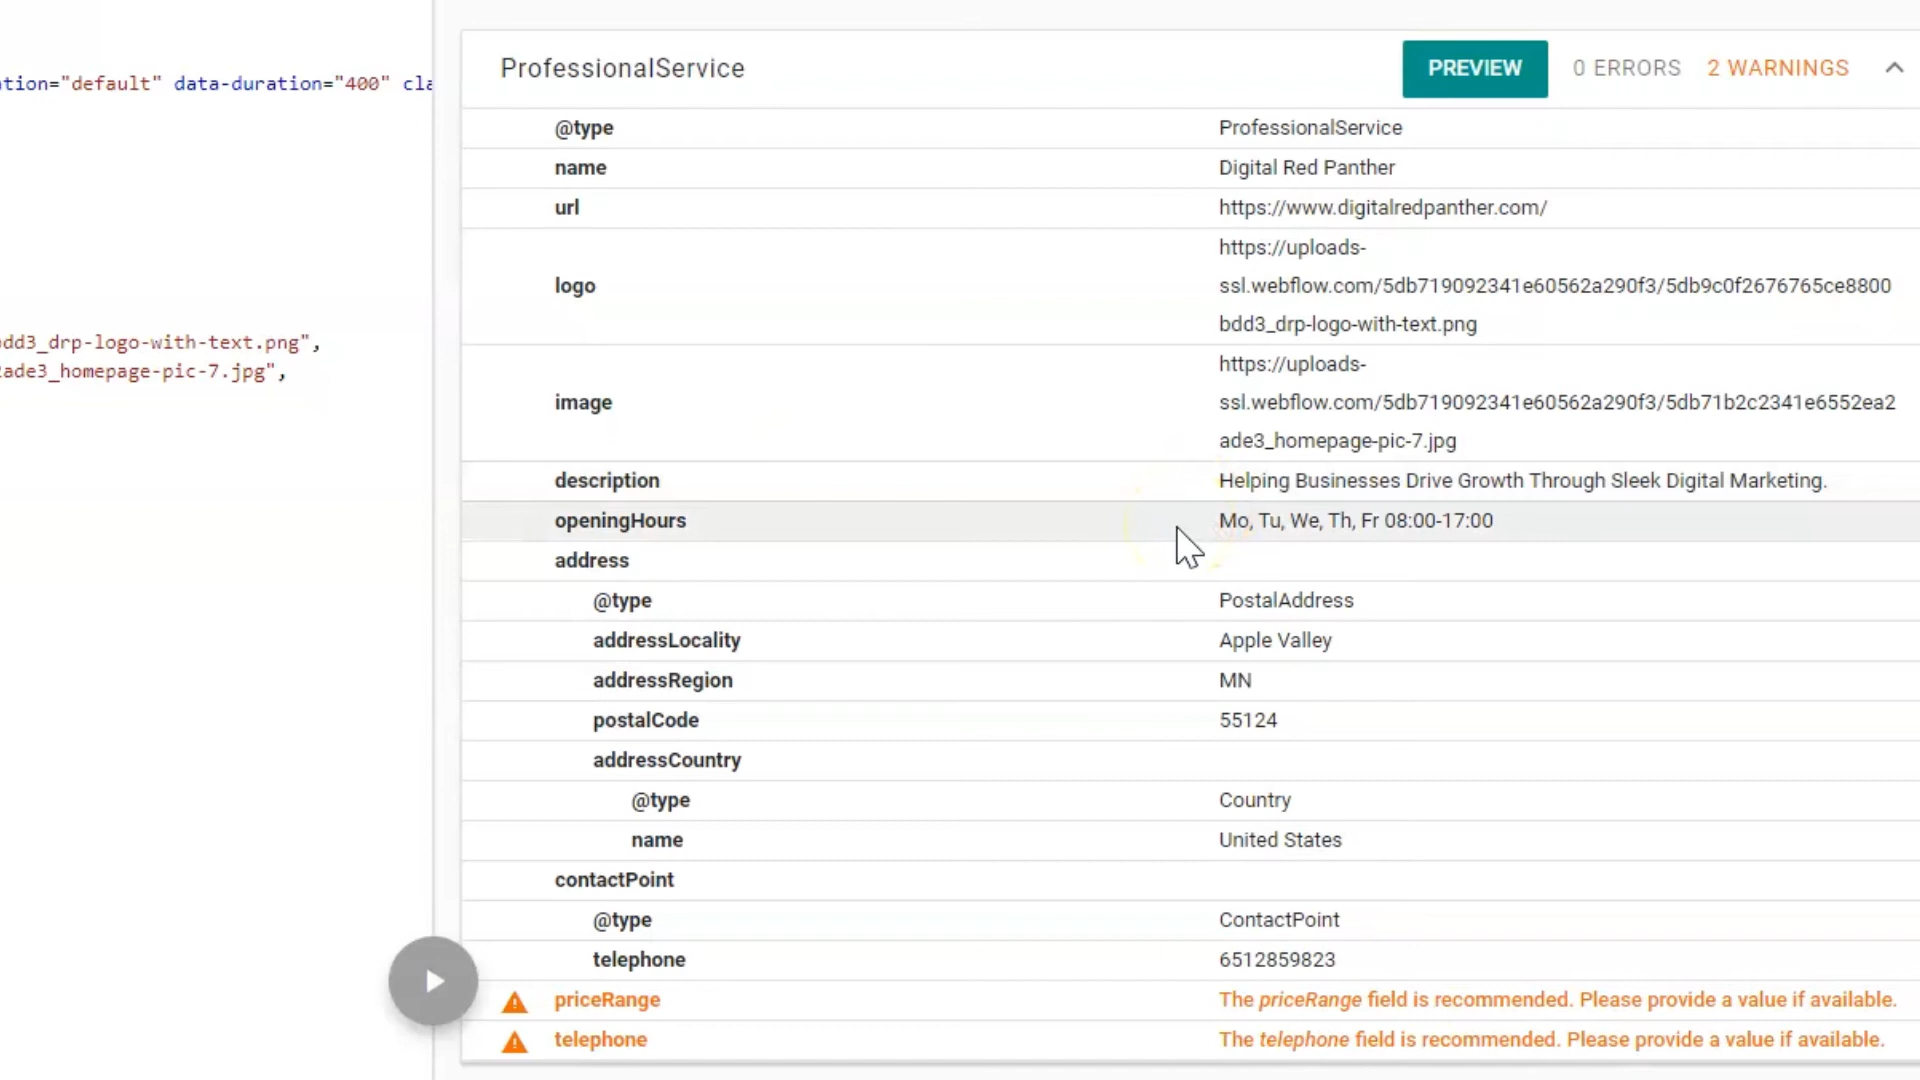 ation="default" data-duration="400" cla
dd3_drp-logo-with-text.png",
ade3_homepage-pic-7.jpg",
ProfessionalService
PREVIEW 0 ERRORS 2 WARNINGS
@type ProfessionalService
name Digital Red Panther
url https://www.digitalredpanther.com/
logo https://uploads-
ssl.webflow.com/5db719092341e60562a290f3/5db9c0f2676765ce8800
bdd3_drp-logo-with-text.png
image https://uploads-
ssl.webflow.com/5db719092341e60562a290f3/5db71b2c2341e6552ea2
ade3_homepage-pic-7.jpg
description Helping Businesses Drive Growth Through Sleek Digital Marketing.
openingHours Mo, Tu, We, Th, Fr 08:00-17:00
address
@type PostalAddress
addressLocality Apple Valley
addressRegion MN
postalCode 55124
addressCountry
@type Country
name United States
contactPoint
@type ContactPoint
telephone 6512859823
priceRange The priceRange field is recommended. Please provide a value if available.
telephone The telephone field is recommended. Please provide a value if available.